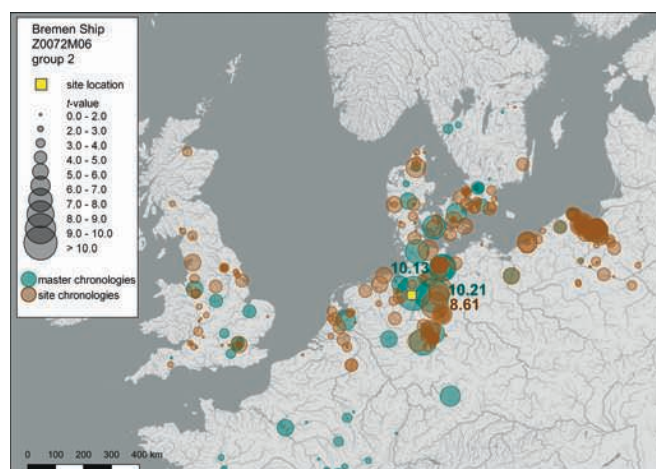 Bremen Ship
Z0072M06
group 2
site location
t-value
0.0 - 2.0
2.0 - 3.0
3.0 - 4.0
4.0 - 5.0
5.0 - 6.0
6.0 - 7.0
7.0 - 8.0
8.0 - 9.0
9.0 - 10.0
> 10.0
master chronologies
site chronologies
10.13
10.21
8.61
0 100 200 300 400 km